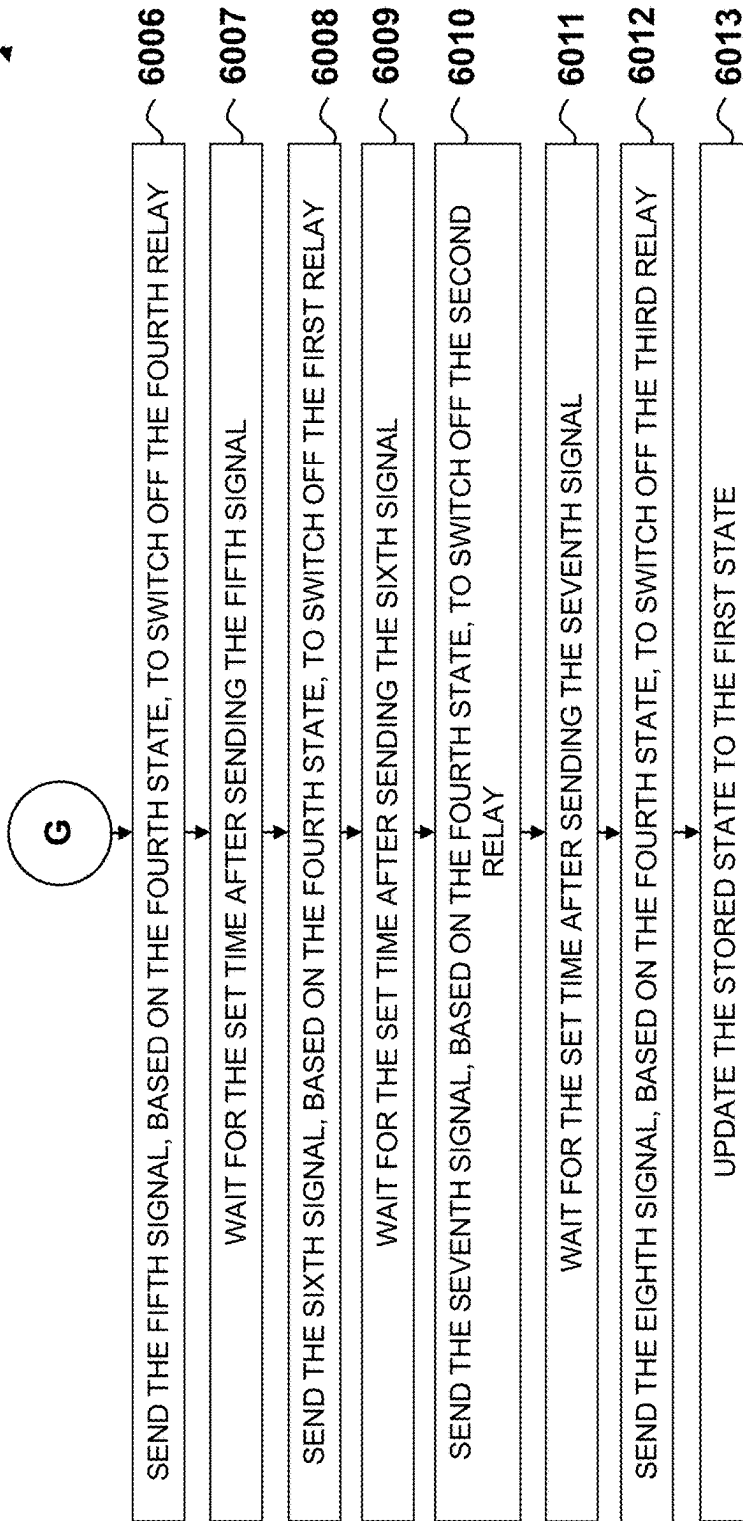 G
SEND THE FIFTH SIGNAL, BASED ON THE FOURTH STATE, TO SWITCH OFF THE FOURTH RELAY
6006
WAIT FOR THE SET TIME AFTER SENDING THE FIFTH SIGNAL
6007
SEND THE SIXTH SIGNAL, BASED ON THE FOURTH STATE, TO SWITCH OFF THE FIRST RELAY
6008
WAIT FOR THE SET TIME AFTER SENDING THE SIXTH SIGNAL
6009
SEND THE SEVENTH SIGNAL, BASED ON THE FOURTH STATE, TO SWITCH OFF THE SECOND
RELAY
6010
WAIT FOR THE SET TIME AFTER SENDING THE SEVENTH SIGNAL
6011
SEND THE EIGHTH SIGNAL, BASED ON THE FOURTH STATE, TO SWITCH OFF THE THIRD RELAY
6012
UPDATE THE STORED STATE TO THE FIRST STATE
6013